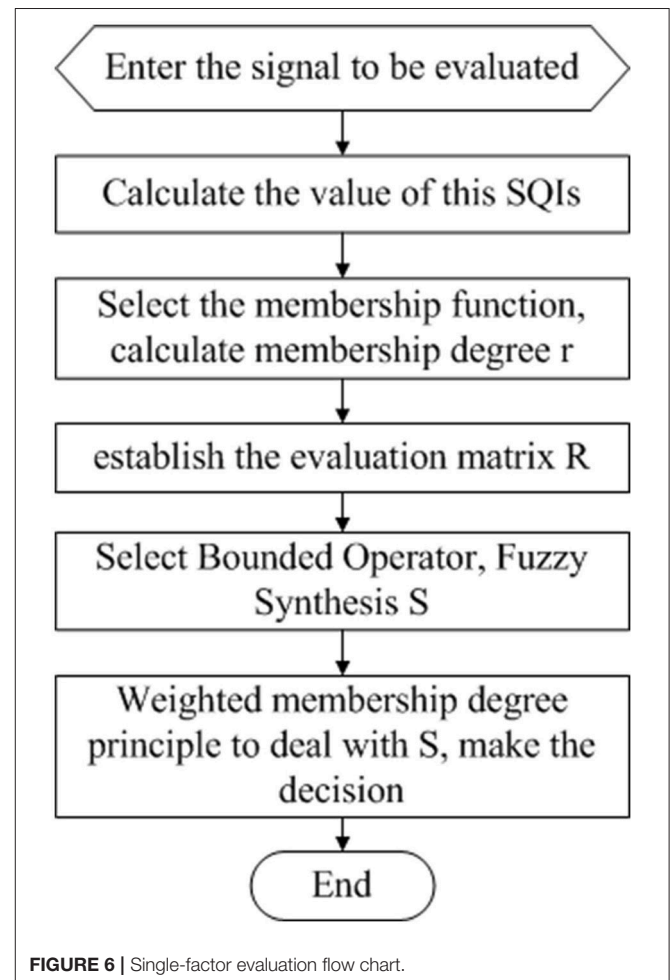 Enter the signal to be evaluated
Calculate the value of this SQIs
Select the membership function,
calculate membership degree r
establish the evaluation matrix R
Select Bounded Operator, Fuzzy
Synthesis S
Weighted membership degree
principle to deal with S, make the
decision
End
FIGURE 6 | Single-factor evaluation flow chart.